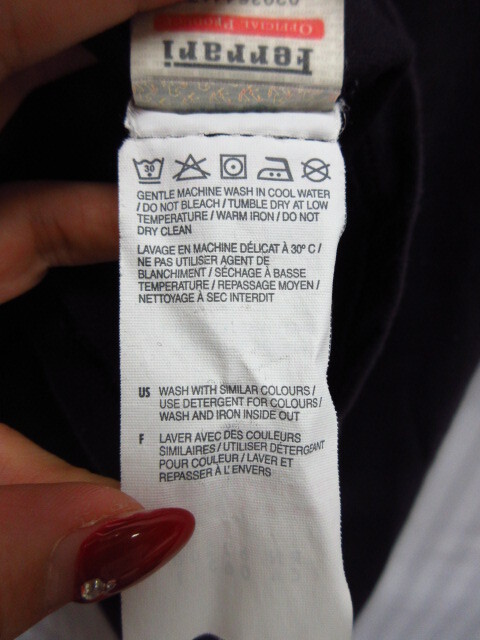 OFFICIAL PRODUCT
Ferrari
30
GENTLE MACHINE WASH IN COOL WATER
/ DO NOT BLEACH / TUMBLE DRY AT LOW
TEMPERATURE / WARM IRON / DO NOT
DRY CLEAN
LAVAGE EN MACHINE DÉLICAT À 30° C /
NE PAS UTILISER AGENT DE
BLANCHIMENT / SÉCHAGE À BASSE
TEMPÉRATURE / REPASSAGE MOYEN /
NETTOYAGE À SEC INTERDIT
US WASH WITH SIMILAR COLOURS /
USE DETERGENT FOR COLOURS /
WASH AND IRON INSIDE OUT
F LAVER AVEC DES COULEURS
SIMILAIRES / UTILISER DÉTERGEANT
POUR COULEUR / LAVER ET
REPASSER À L'ENVERS